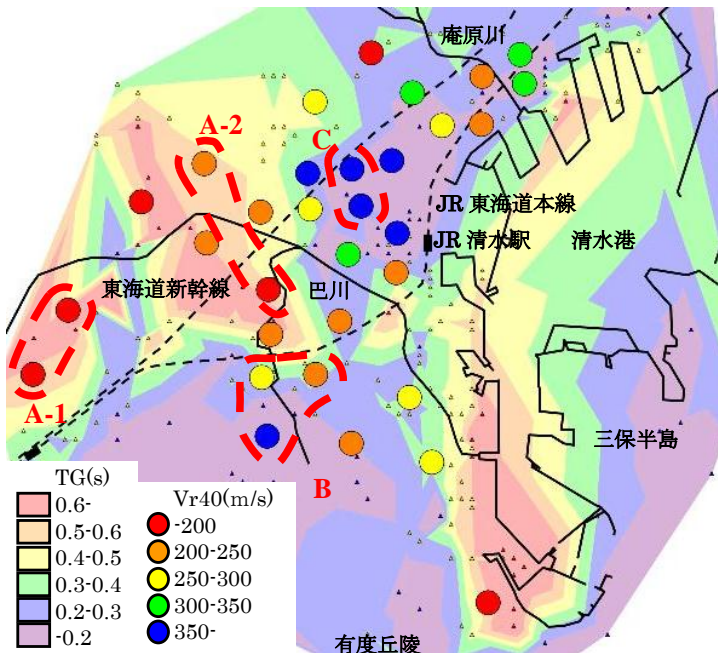 庵原川
A-2
C
JR 東海道本線
JR 清水駅
清水港
東海道新幹線
巴川
A-1
三保半島
B
TG(s)
0.6-
0.5-0.6
0.4-0.5
0.3-0.4
0.2-0.3
-0.2
Vr40(m/s)
-200
200-250
250-300
300-350
350-
有度丘陵